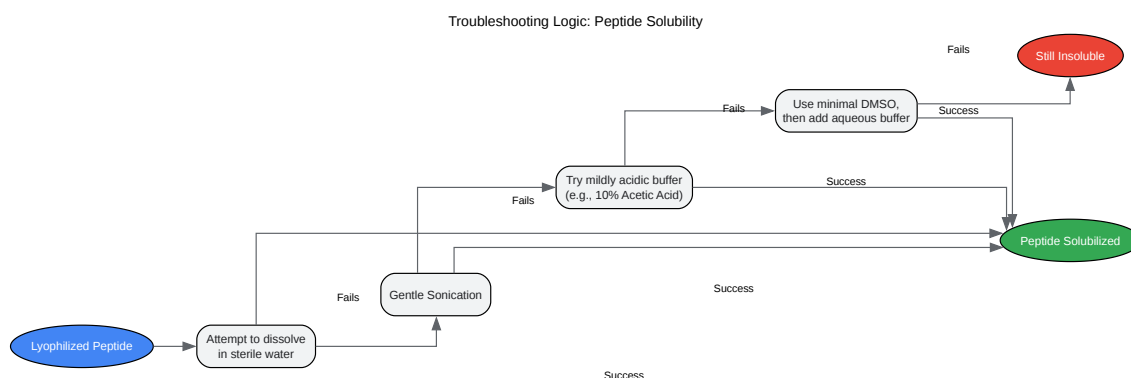 Troubleshooting Logic: Peptide Solubility
Fails
Still Insoluble
Fails
Use minimal DMSO,
then add aqueous buffer
Success
Try mildly acidic buffer
(e.g., 10% Acetic Acid)
Success
Fails
Peptide Solubilized
Gentle Sonication
Fails
Success
Lyophilized Peptide
Attempt to dissolve
in sterile water
Success